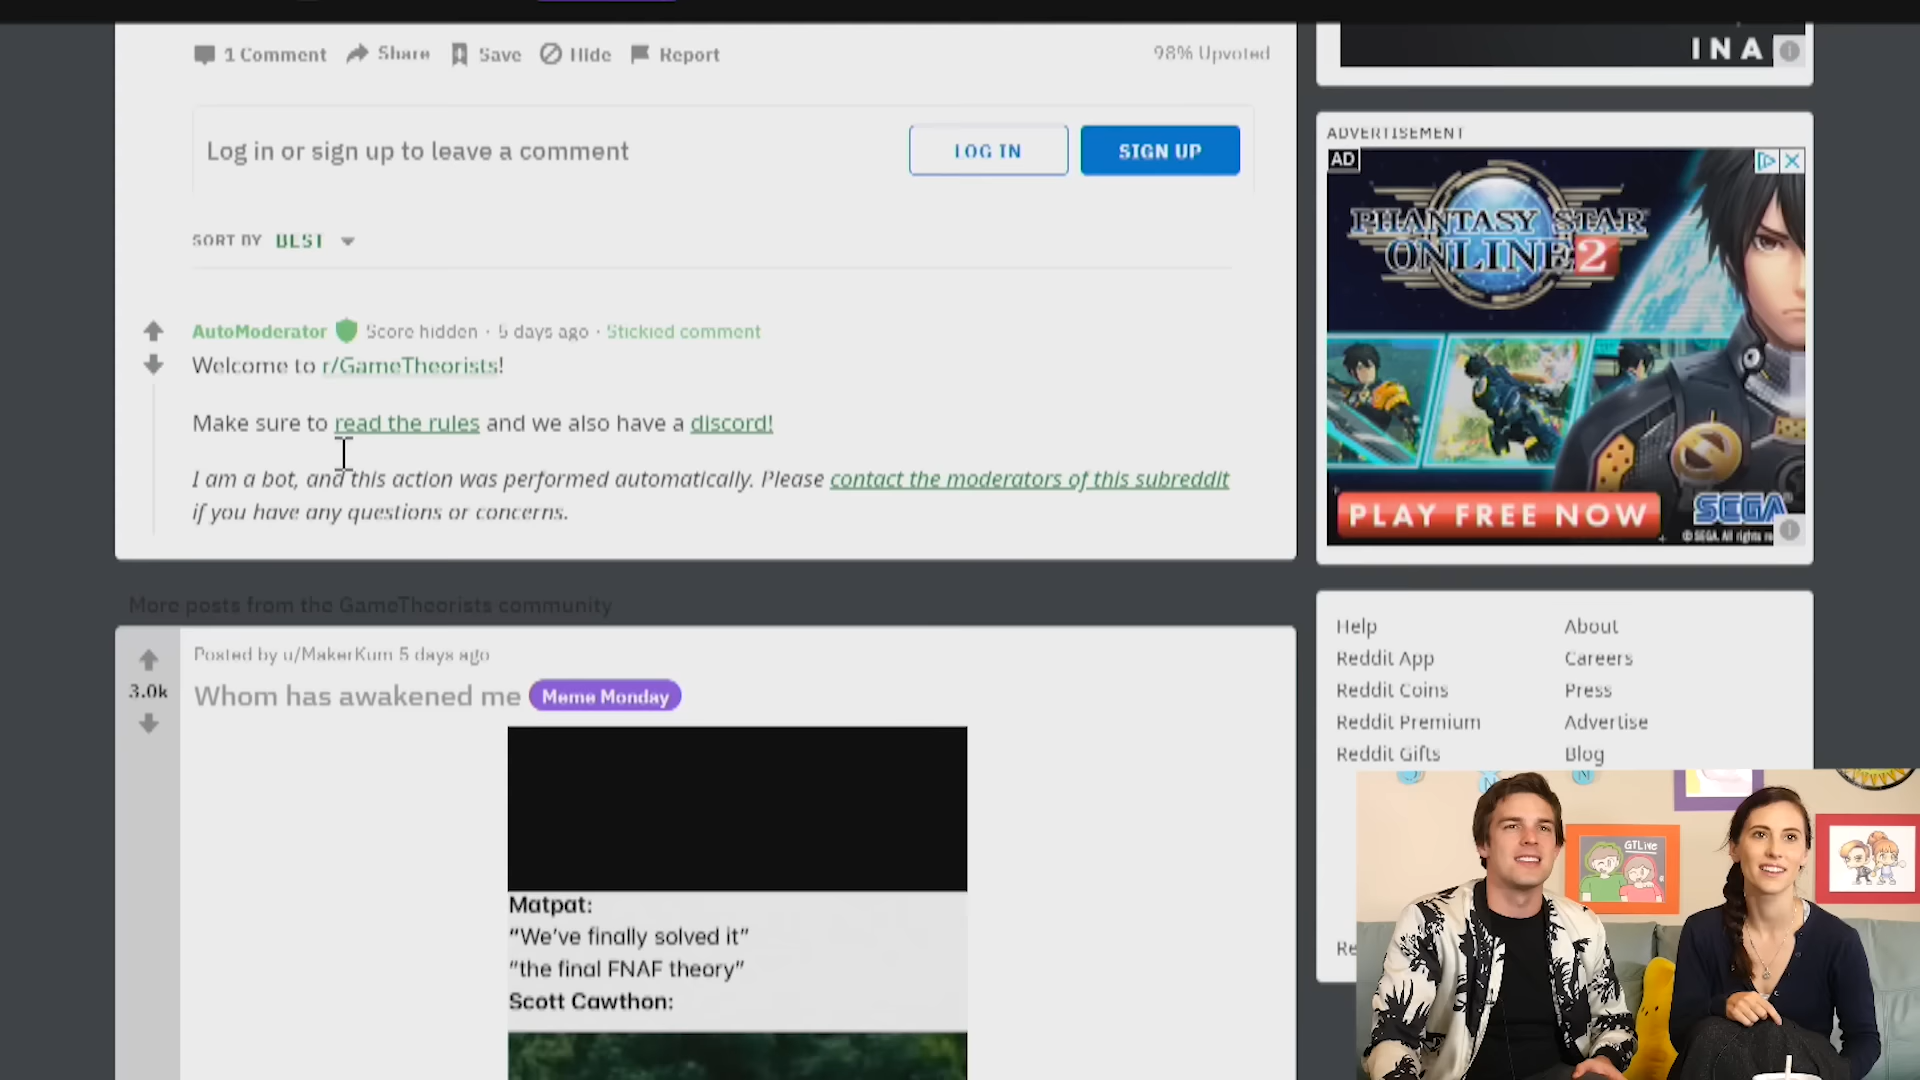 1 Comment Share Save Hide Report
98% Upvoted
Log in or sign up to leave a comment
LOG IN
SIGN UP
SORT BY BEST
AutoModerator Score hidden · 5 days ago · Stickied comment
Welcome to r/GameTheorists!
Make sure to read the rules and we also have a discord!
I am a bot, and this action was performed automatically. Please contact the moderators of this subreddit
if you have any questions or concerns.
More posts from the GameTheorists community
3.0k
Posted by u/MakerKum 5 days ago
Whom has awakened me Meme Monday
Matpat:
"We've finally solved it"
"the final FNAF theory"
Scott Cawthon:
INA
ADVERTISEMENT
AD
PHANTASY STAR
ONLINE 2
PLAY FREE NOW
SEGA
© SEGA. All rights re
Help
About
Reddit App
Careers
Reddit Coins
Press
Reddit Premium
Advertise
Reddit Gifts
Blog
Re
GTLive